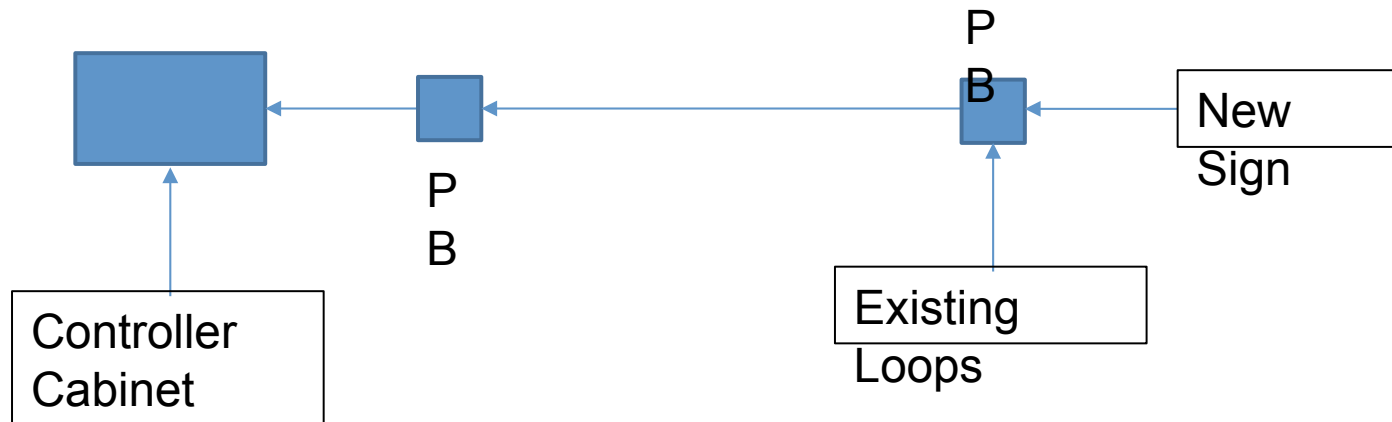 P
B
New
Sign
P
B
Existing
Loops
Controller
Cabinet